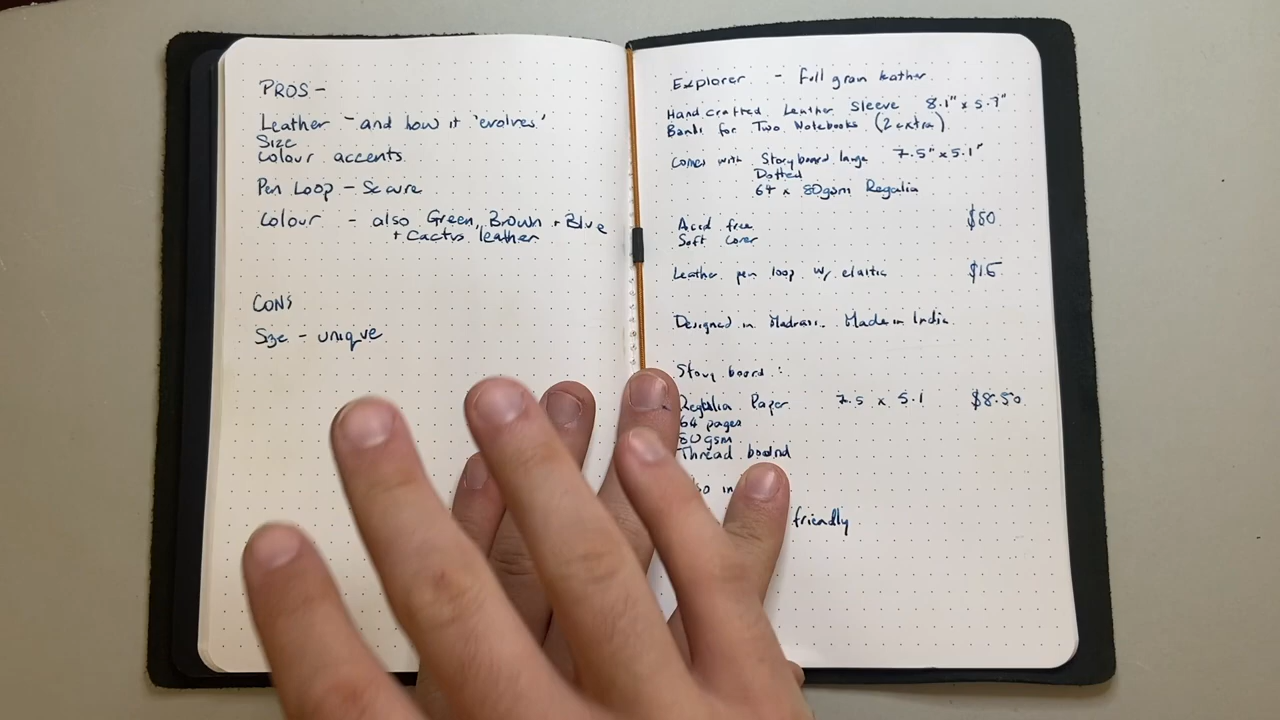 PROS -
Leather - and how it 'evolves'
Size
Colour accents
Pen Loop - Secure
Colour - also Green, Brown + Blue
+ Cactus leather
CONS
Size - unique
Explorer - Full grain leather
Handcrafted Leather Sleeve 8.1" x 5.7"
Bands for Two Notebooks (2 extra)
Comes with Storyboard large 7.5" x 5.1"
Dotted
64 x 80gsm Regalia
Acid free
Soft cover
Leather pen loop w/ elastic $15
Designed in Madras. Made in India.
Story board :
Regalia Paper 7.5 x 5.1 $8.50
64 pages
80gsm
Thread bound
friendly